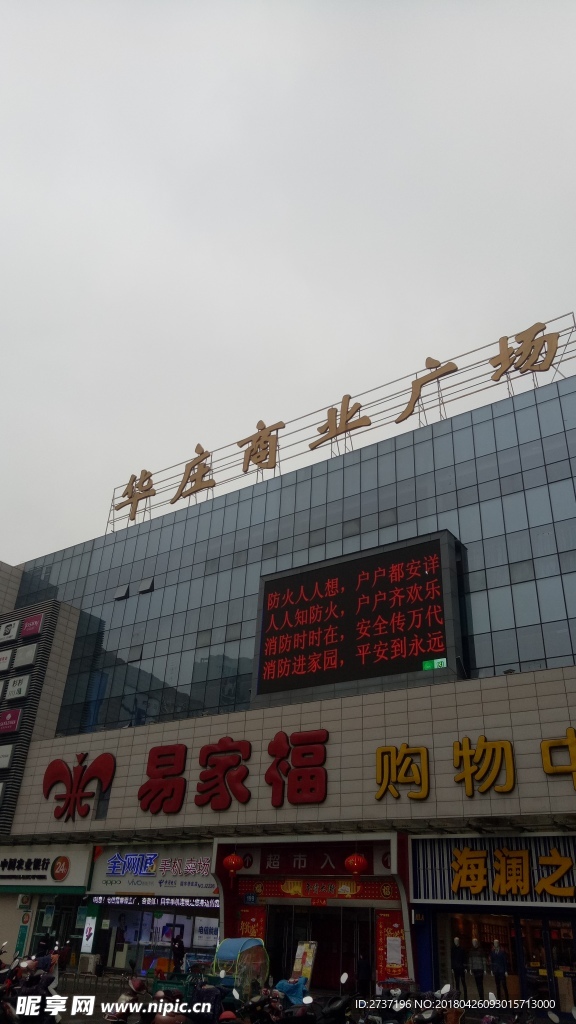 华庄商业广场
防火人人想，户户都安洋
人人知防火，户户齐欢乐
消防时时在，安全传万代
消防进家园，平安到永远
易家福
购物中
中国农业银行 24
全网通 手机卖场
oppo vivo
超市入
海澜之
昵享网 www.nipic.cn
ID:2737196 NO:20180426093015713000